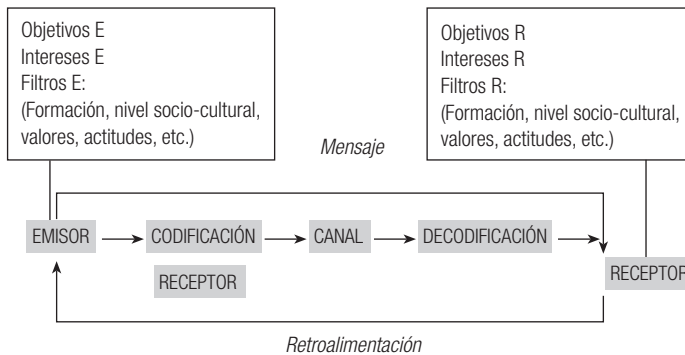 Objetivos E
Intereses E
Filtros E:
(Formación, nivel socio-cultural,
valores, actitudes, etc.)
Objetivos R
Intereses R
Filtros R:
(Formación, nivel socio-cultural,
valores, actitudes, etc.)
Mensaje
EMISOR
CODIFICACIÓN
CANAL
DECODIFICACIÓN
RECEPTOR
RECEPTOR
Retroalimentación